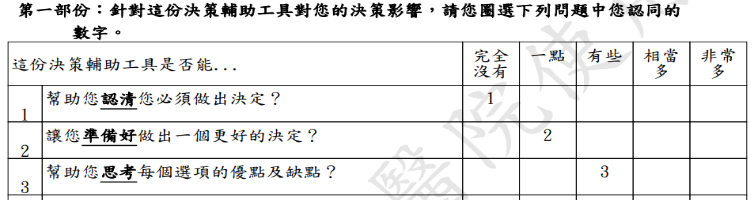 第一部份：針對這份決策輔助工具對您的決策影響，請您圈選下列問題中您認同的
數字。
這份決策輔助工具是否能... 完全沒有 一點 有些 相當多 非常多
1 幫助您認清您必須做出決定？ 1
2 讓您準備好做出一個更好的決定？ 2
3 幫助您思考每個選項的優點及缺點？ 3
醫院使